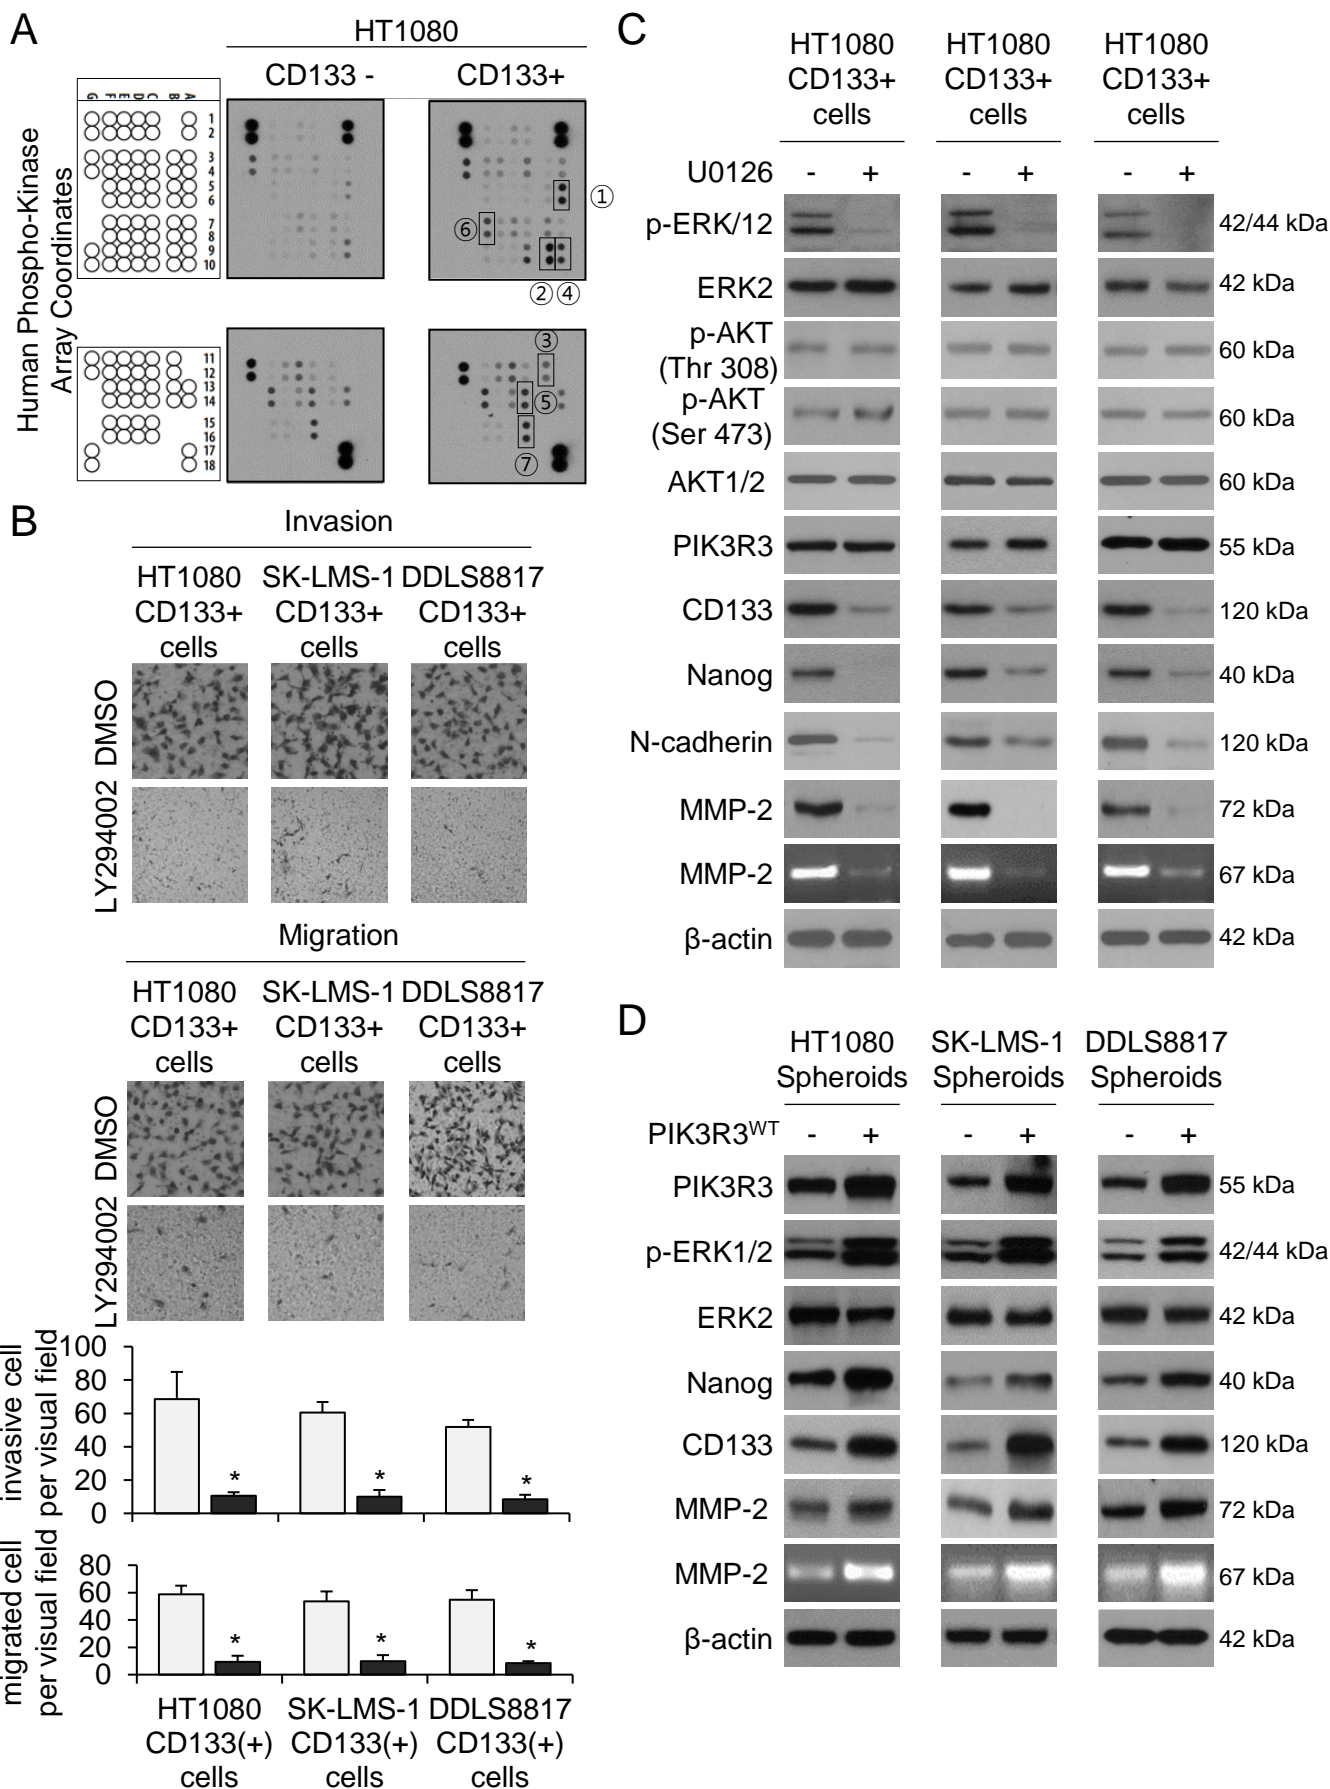 A
HT1080
CD133 -
CD133+
Human Phospho-Kinase
Array Coordinates
G F E D C B A
1
2
3
4
5
6
7
8
9
10
①
⑥
② ④
11
12
13
14
15
16
17
18
③
⑤
⑦
B
Invasion
HT1080
CD133+
cells
SK-LMS-1
CD133+
cells
DDLS8817
CD133+
cells
DMSO
LY294002
Migration
HT1080
CD133+
cells
SK-LMS-1
CD133+
cells
DDLS8817
CD133+
cells
DMSO
LY294002
invasive cell
per visual field
100
80
60
40
20
0
* * *
migrated cell
per visual field
80
60
40
20
0
* * *
HT1080
CD133(+)
cells
SK-LMS-1
CD133(+)
cells
DDLS8817
CD133(+)
cells
C
HT1080
CD133+
cells
HT1080
CD133+
cells
HT1080
CD133+
cells
U0126 - + - + - +
p-ERK/12 42/44 kDa
ERK2 42 kDa
p-AKT
(Thr 308) 60 kDa
p-AKT
(Ser 473) 60 kDa
AKT1/2 60 kDa
PIK3R3 55 kDa
CD133 120 kDa
Nanog 40 kDa
N-cadherin 120 kDa
MMP-2 72 kDa
MMP-2 67 kDa
β-actin 42 kDa
D
HT1080
Spheroids
SK-LMS-1
Spheroids
DDLS8817
Spheroids
PIK3R3WT - + - + - +
PIK3R3 55 kDa
p-ERK1/2 42/44 kDa
ERK2 42 kDa
Nanog 40 kDa
CD133 120 kDa
MMP-2 72 kDa
MMP-2 67 kDa
β-actin 42 kDa